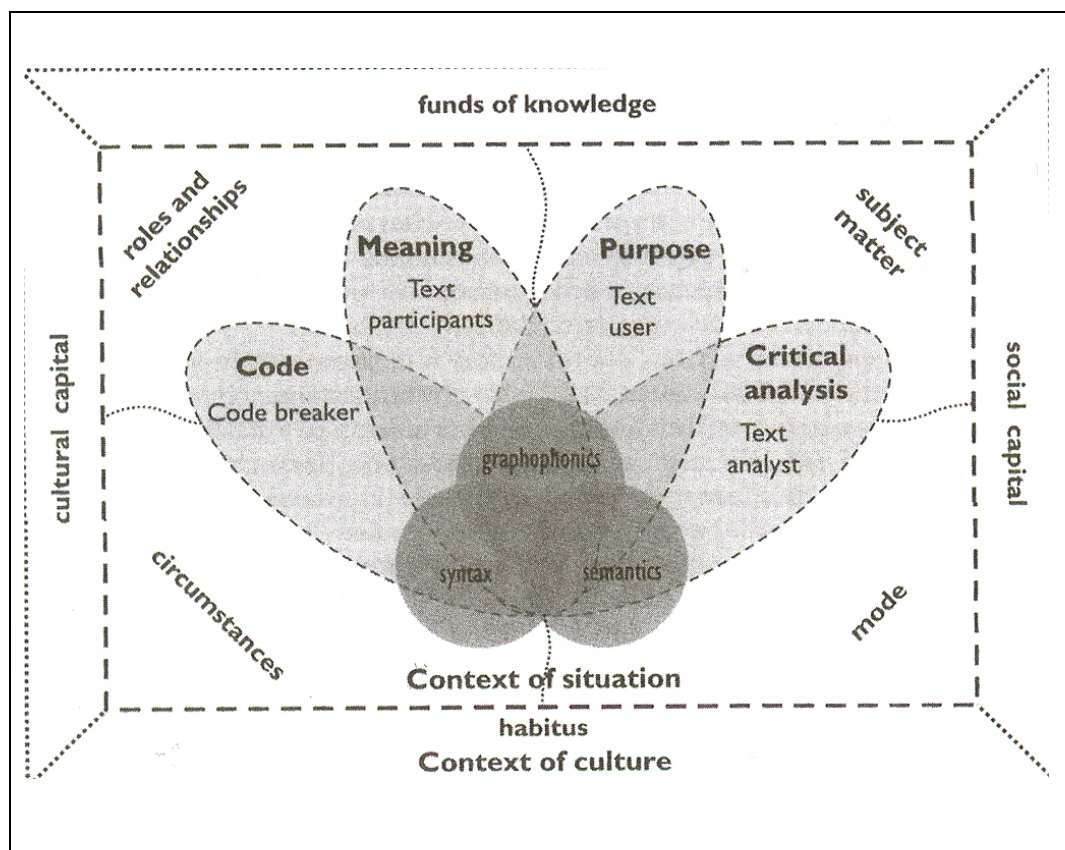 funds of knowledge
roles and
relationships
subject
matter
Meaning
Text
participants
Purpose
Text
user
Code
Code breaker
Critical
analysis
Text
analyst
cultural capital
social capital
graphophonics
syntax
semantics
circumstances
mode
Context of situation
habitus
Context of culture